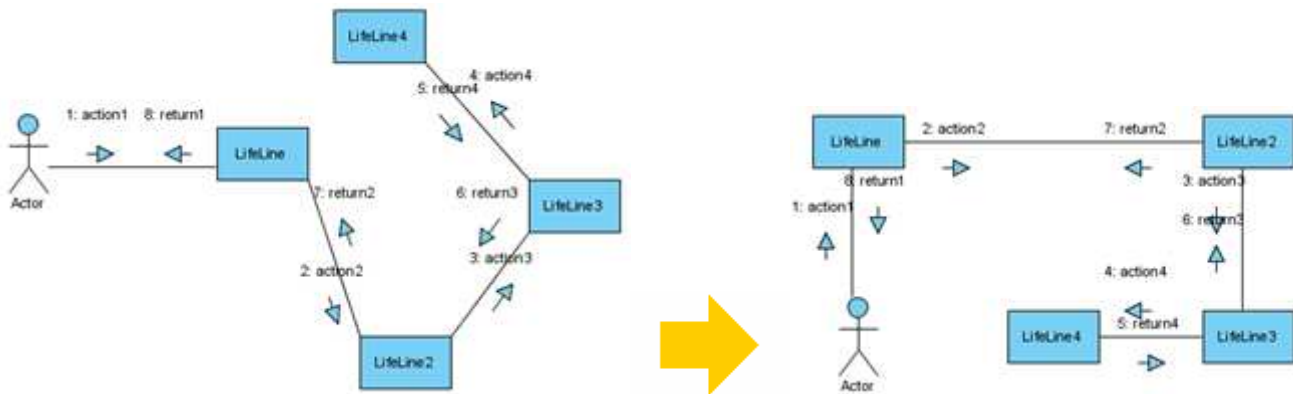 LifeLine4
4: action4
5: return4
1: action1
8: return1
LifeLine
Actor
7: return2
6: return3
LifeLine3
2: action2
3: action3
LifeLine2
LifeLine
2: action2
7: return2
LifeLine2
8: return1
1: action1
3: action3
6: return3
4: action4
5: return4
LifeLine4
LifeLine3
Actor